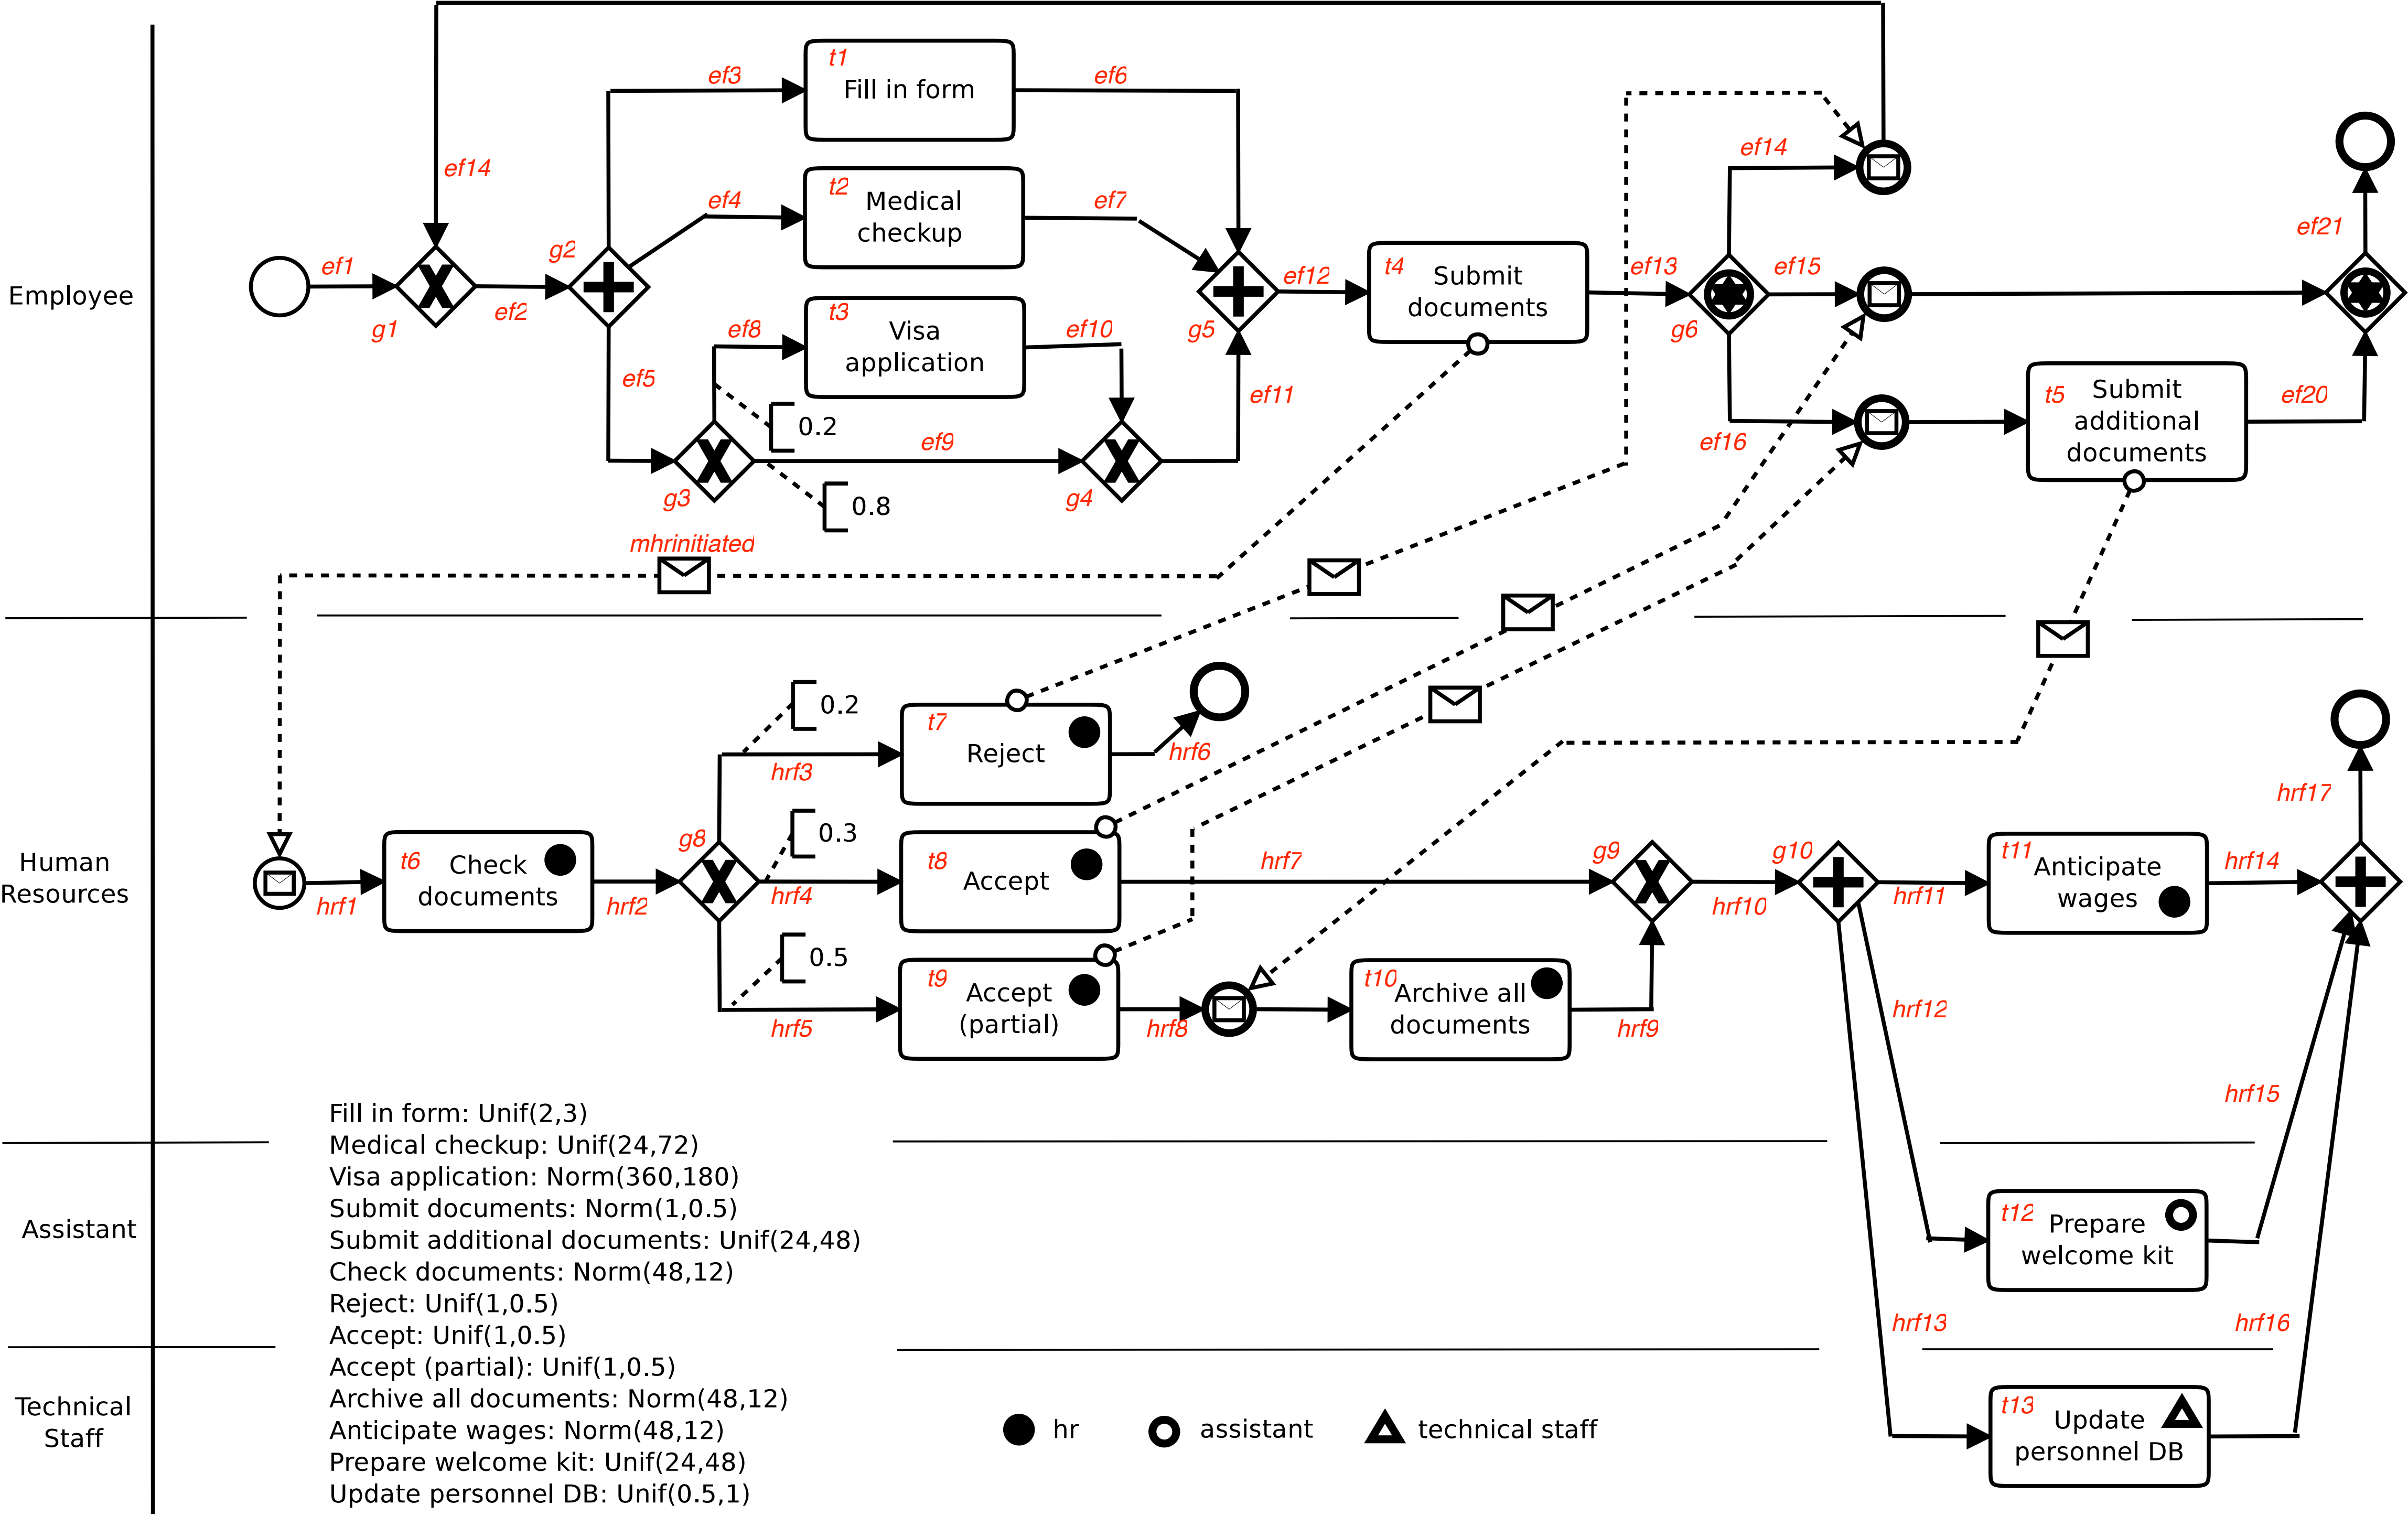 ef14
ef1
g1
ef2
g2
ef3
t1
Fill in form
ef6
ef4
t2
Medical
checkup
ef7
ef5
ef8
t3
Visa
application
ef10
0.2
g3
ef9
0.8
g4
ef11
g5
ef12
t4
Submit
documents
ef13
g6
ef14
ef15
ef16
t5
Submit
additional
documents
ef20
ef21
Employee
mhrinitiated
Human
Resources
hrf1
t6
Check
documents
hrf2
g8
0.2
hrf3
t7
Reject
hrf6
0.3
hrf4
t8
Accept
hrf7
0.5
hrf5
t9
Accept
(partial)
hrf8
t10
Archive all
documents
hrf9
g9
hrf10
g10
hrf11
t11
Anticipate
wages
hrf14
hrf17
hrf12
hrf15
hrf13
hrf16
Assistant
t12
Prepare
welcome kit
Technical
Staff
t13
Update
personnel DB
Fill in form: Unif(2,3)
Medical checkup: Unif(24,72)
Visa application: Norm(360,180)
Submit documents: Norm(1,0.5)
Submit additional documents: Unif(24,48)
Check documents: Norm(48,12)
Reject: Unif(1,0.5)
Accept: Unif(1,0.5)
Accept (partial): Unif(1,0.5)
Archive all documents: Norm(48,12)
Anticipate wages: Norm(48,12)
Prepare welcome kit: Unif(24,48)
Update personnel DB: Unif(0.5,1)
hr
assistant
technical staff